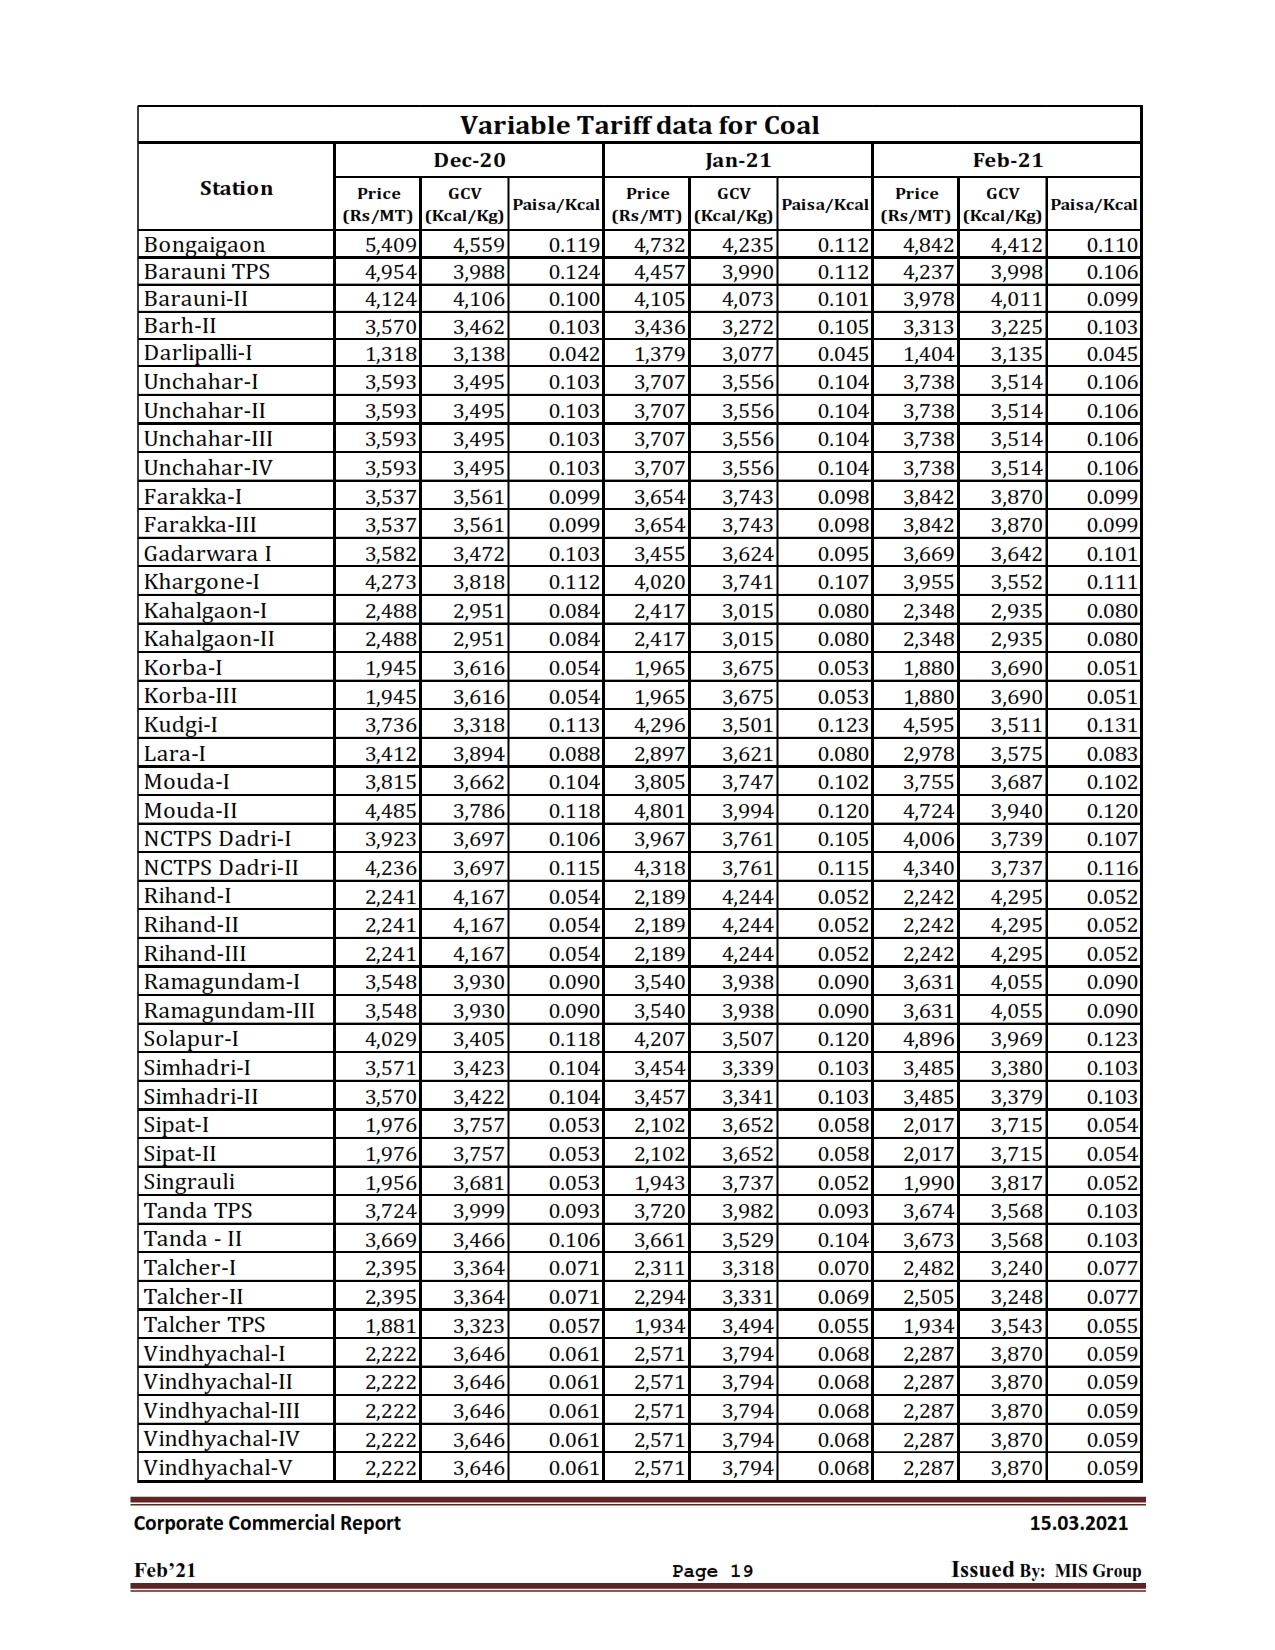 Variable Tariff data for Coal
Station Dec-20 Jan-21 Feb-21
Price (Rs/MT) GCV (Kcal/Kg) Paisa/Kcal Price (Rs/MT) GCV (Kcal/Kg) Paisa/Kcal Price (Rs/MT) GCV (Kcal/Kg) Paisa/Kcal
Bongaigaon 5,409 4,559 0.119 4,732 4,235 0.112 4,842 4,412 0.110
Barauni TPS 4,954 3,988 0.124 4,457 3,990 0.112 4,237 3,998 0.106
Barauni-II 4,124 4,106 0.100 4,105 4,073 0.101 3,978 4,011 0.099
Barh-II 3,570 3,462 0.103 3,436 3,272 0.105 3,313 3,225 0.103
Darlipalli-I 1,318 3,138 0.042 1,379 3,077 0.045 1,404 3,135 0.045
Unchahar-I 3,593 3,495 0.103 3,707 3,556 0.104 3,738 3,514 0.106
Unchahar-II 3,593 3,495 0.103 3,707 3,556 0.104 3,738 3,514 0.106
Unchahar-III 3,593 3,495 0.103 3,707 3,556 0.104 3,738 3,514 0.106
Unchahar-IV 3,593 3,495 0.103 3,707 3,556 0.104 3,738 3,514 0.106
Farakka-I 3,537 3,561 0.099 3,654 3,743 0.098 3,842 3,870 0.099
Farakka-III 3,537 3,561 0.099 3,654 3,743 0.098 3,842 3,870 0.099
Gadarwara I 3,582 3,472 0.103 3,455 3,624 0.095 3,669 3,642 0.101
Khargone-I 4,273 3,818 0.112 4,020 3,741 0.107 3,955 3,552 0.111
Kahalgaon-I 2,488 2,951 0.084 2,417 3,015 0.080 2,348 2,935 0.080
Kahalgaon-II 2,488 2,951 0.084 2,417 3,015 0.080 2,348 2,935 0.080
Korba-I 1,945 3,616 0.054 1,965 3,675 0.053 1,880 3,690 0.051
Korba-III 1,945 3,616 0.054 1,965 3,675 0.053 1,880 3,690 0.051
Kudgi-I 3,736 3,318 0.113 4,296 3,501 0.123 4,595 3,511 0.131
Lara-I 3,412 3,894 0.088 2,897 3,621 0.080 2,978 3,575 0.083
Mouda-I 3,815 3,662 0.104 3,805 3,747 0.102 3,755 3,687 0.102
Mouda-II 4,485 3,786 0.118 4,801 3,994 0.120 4,724 3,940 0.120
NCTPS Dadri-I 3,923 3,697 0.106 3,967 3,761 0.105 4,006 3,739 0.107
NCTPS Dadri-II 4,236 3,697 0.115 4,318 3,761 0.115 4,340 3,737 0.116
Rihand-I 2,241 4,167 0.054 2,189 4,244 0.052 2,242 4,295 0.052
Rihand-II 2,241 4,167 0.054 2,189 4,244 0.052 2,242 4,295 0.052
Rihand-III 2,241 4,167 0.054 2,189 4,244 0.052 2,242 4,295 0.052
Ramagundam-I 3,548 3,930 0.090 3,540 3,938 0.090 3,631 4,055 0.090
Ramagundam-III 3,548 3,930 0.090 3,540 3,938 0.090 3,631 4,055 0.090
Solapur-I 4,029 3,405 0.118 4,207 3,507 0.120 4,896 3,969 0.123
Simhadri-I 3,571 3,423 0.104 3,454 3,339 0.103 3,485 3,380 0.103
Simhadri-II 3,570 3,422 0.104 3,457 3,341 0.103 3,485 3,379 0.103
Sipat-I 1,976 3,757 0.053 2,102 3,652 0.058 2,017 3,715 0.054
Sipat-II 1,976 3,757 0.053 2,102 3,652 0.058 2,017 3,715 0.054
Singrauli 1,956 3,681 0.053 1,943 3,737 0.052 1,990 3,817 0.052
Tanda TPS 3,724 3,999 0.093 3,720 3,982 0.093 3,674 3,568 0.103
Tanda - II 3,669 3,466 0.106 3,661 3,529 0.104 3,673 3,568 0.103
Talcher-I 2,395 3,364 0.071 2,311 3,318 0.070 2,482 3,240 0.077
Talcher-II 2,395 3,364 0.071 2,294 3,331 0.069 2,505 3,248 0.077
Talcher TPS 1,881 3,323 0.057 1,934 3,494 0.055 1,934 3,543 0.055
Vindhyachal-I 2,222 3,646 0.061 2,571 3,794 0.068 2,287 3,870 0.059
Vindhyachal-II 2,222 3,646 0.061 2,571 3,794 0.068 2,287 3,870 0.059
Vindhyachal-III 2,222 3,646 0.061 2,571 3,794 0.068 2,287 3,870 0.059
Vindhyachal-IV 2,222 3,646 0.061 2,571 3,794 0.068 2,287 3,870 0.059
Vindhyachal-V 2,222 3,646 0.061 2,571 3,794 0.068 2,287 3,870 0.059
Corporate Commercial Report 15.03.2021
Feb’21 Page 19 Issued By: MIS Group